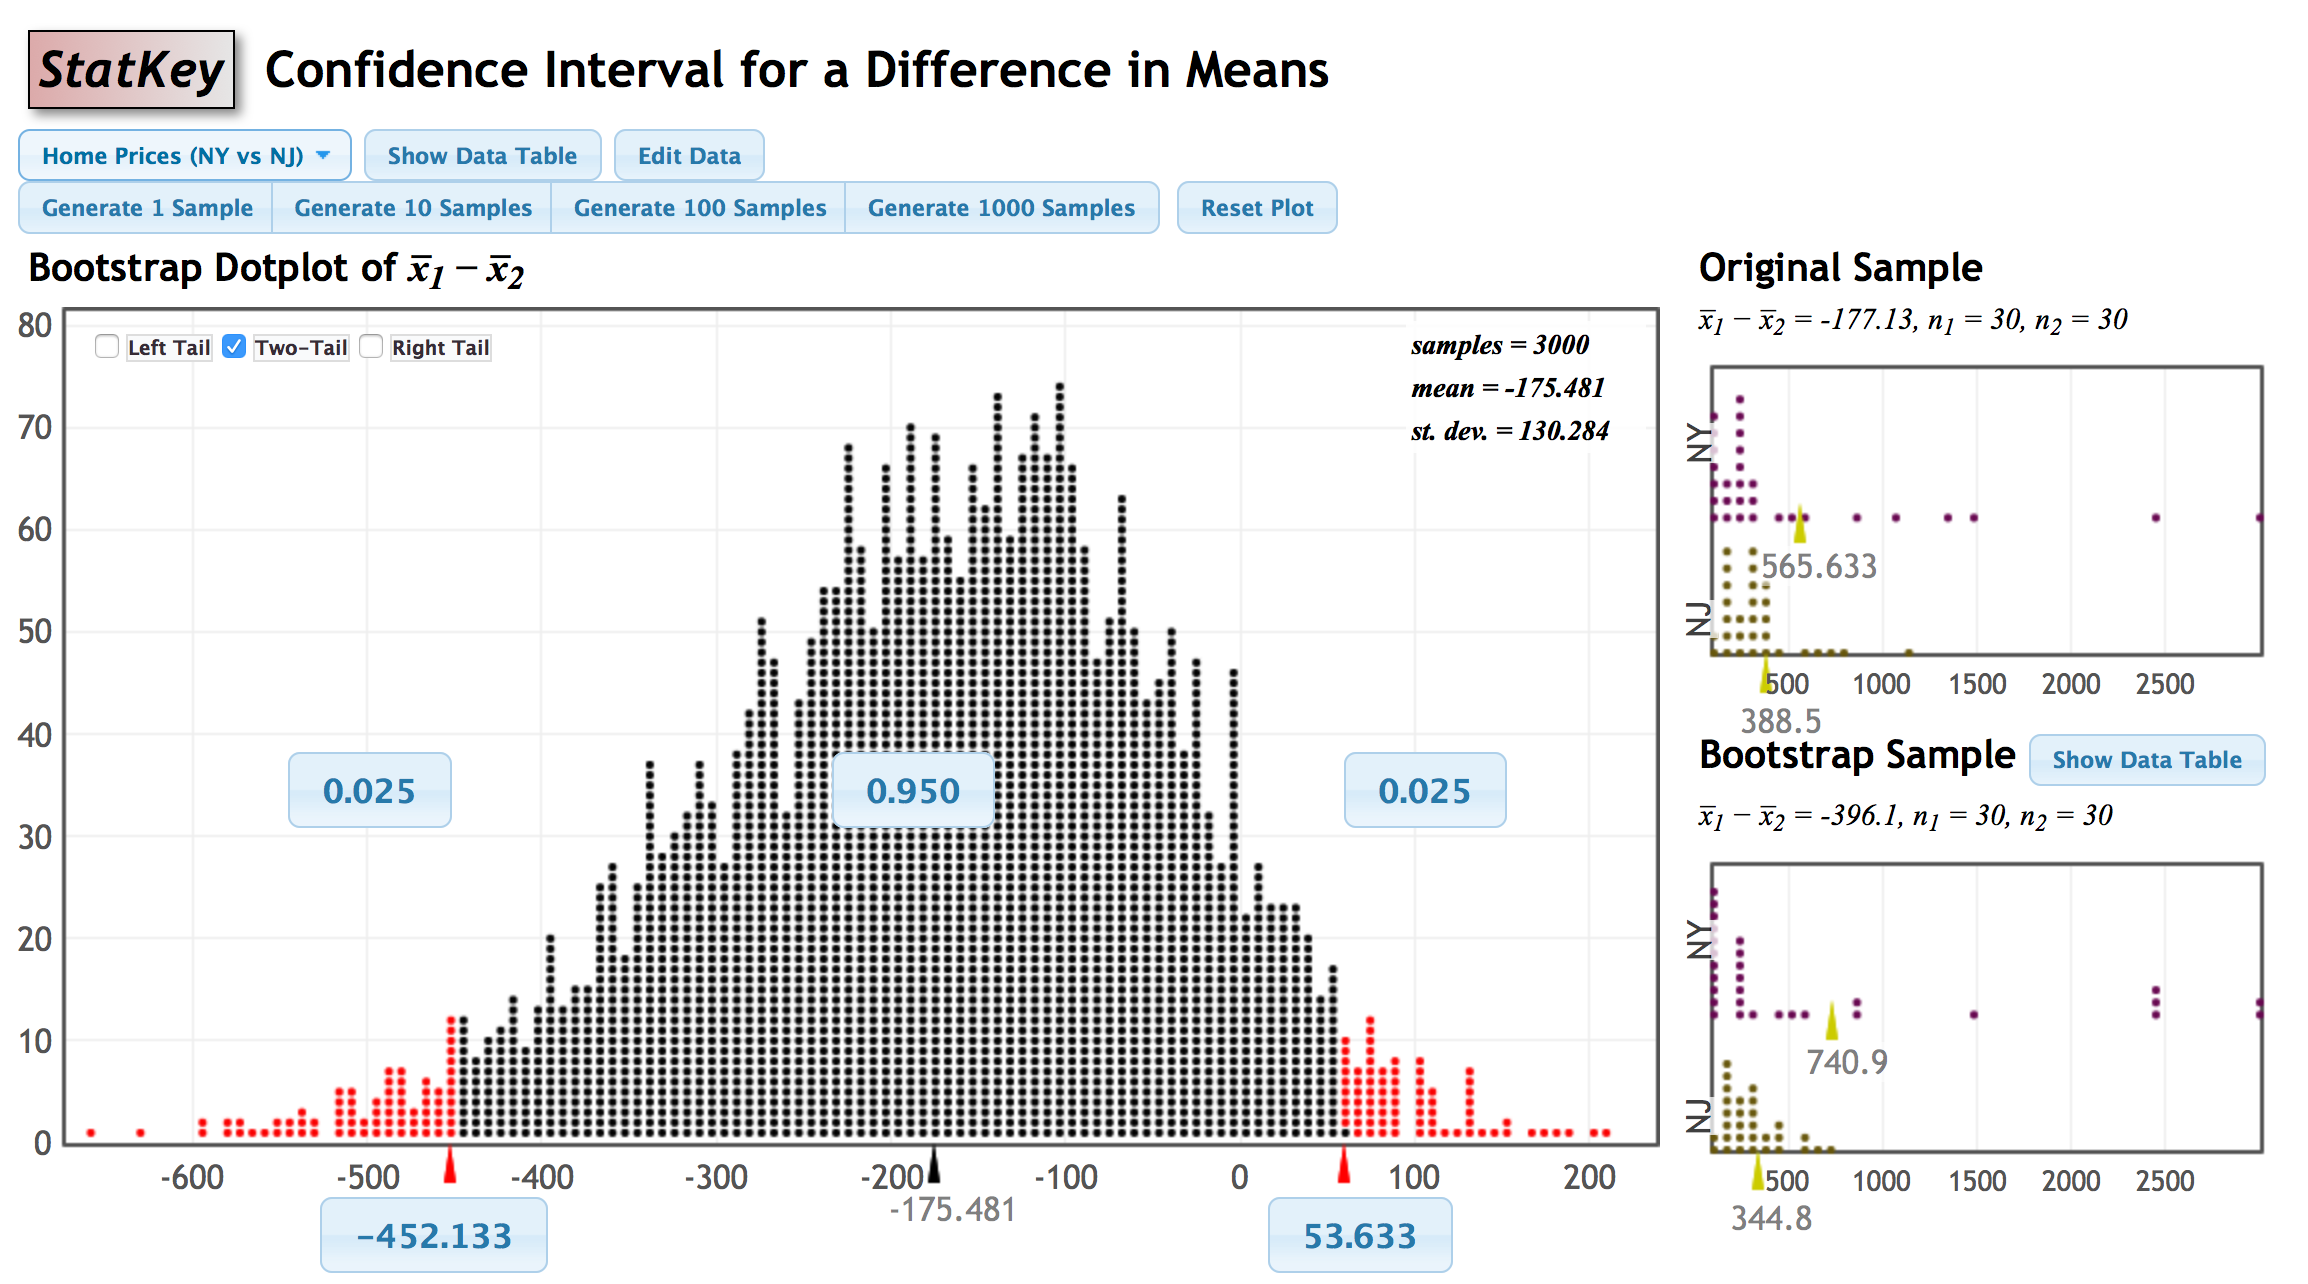 StatKey Confidence Interval for a Difference in Means
Home Prices (NY vs NJ) Show Data Table Edit Data
Generate 1 Sample Generate 10 Samples Generate 100 Samples Generate 1000 Samples Reset Plot
Bootstrap Dotplot of x̅1 − x̅2
Left Tail Two-Tail Right Tail
samples = 3000
mean = -175.481
st. dev. = 130.284
80
70
60
50
40
30
20
10
0
0.025 0.950 0.025
-600 -500 -400 -300 -200 -100 0 100 200
-175.481
-452.133 53.633
Original Sample
x̅1 − x̅2 = -177.13, n1 = 30, n2 = 30
NY
565.633
NJ
500 1000 1500 2000 2500
388.5
Bootstrap Sample Show Data Table
x̅1 − x̅2 = -396.1, n1 = 30, n2 = 30
NY
740.9
NJ
500 1000 1500 2000 2500
344.8